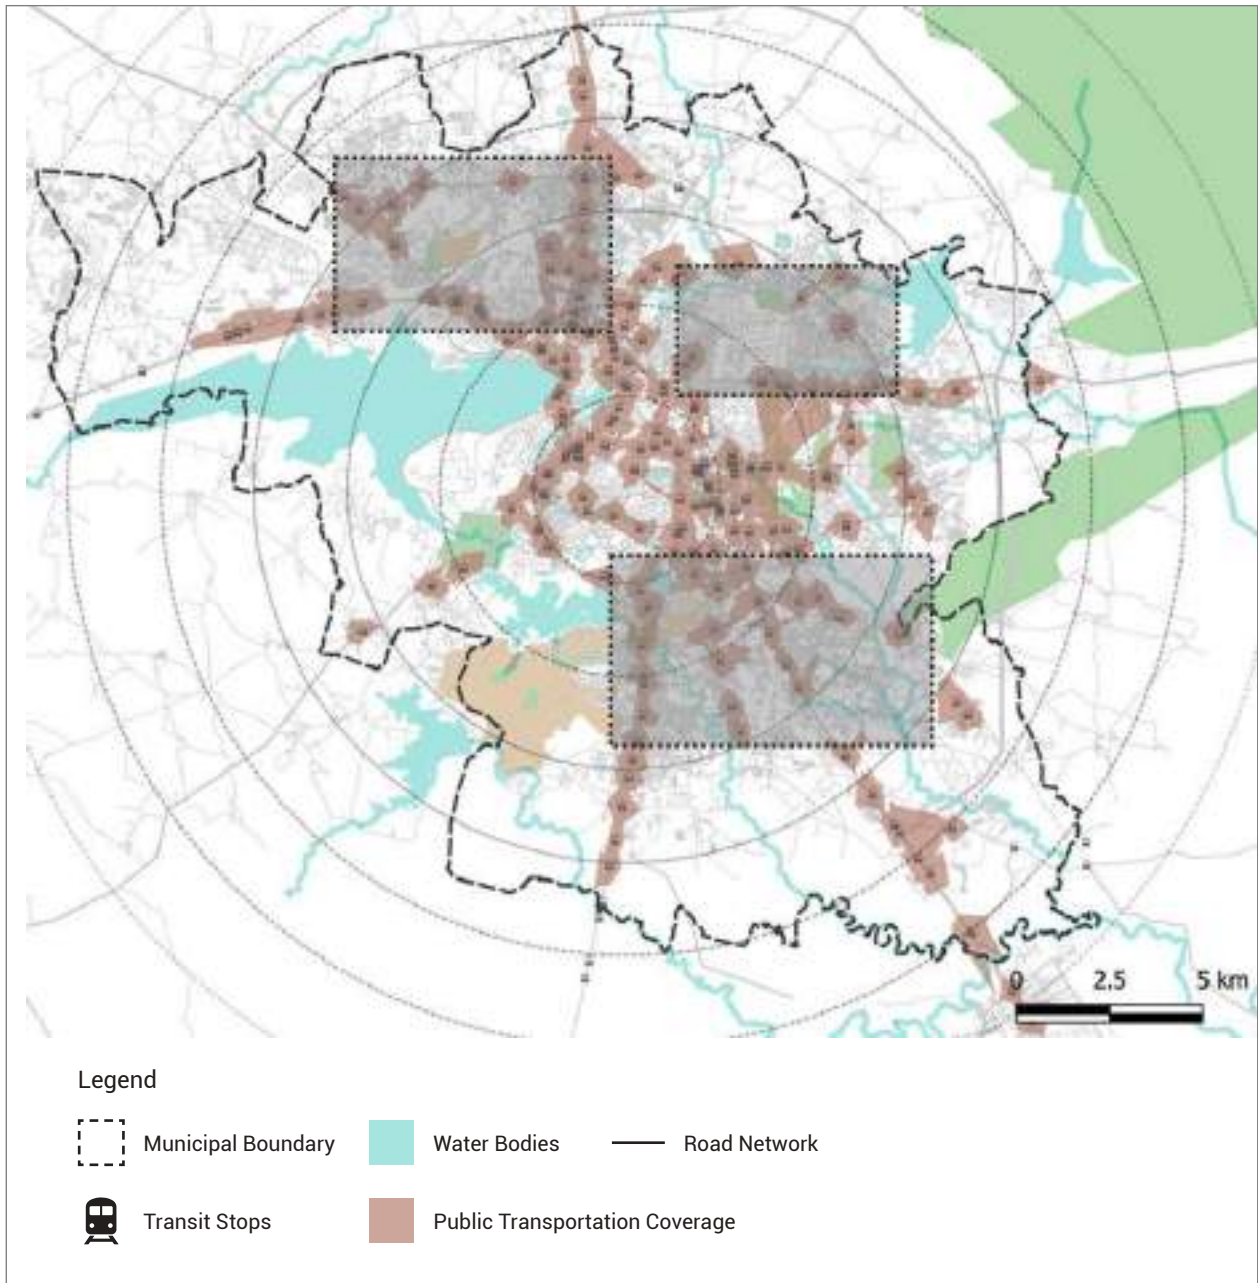 0 2.5 5 km
Legend
Municipal Boundary
Water Bodies
Road Network
Transit Stops
Public Transportation Coverage